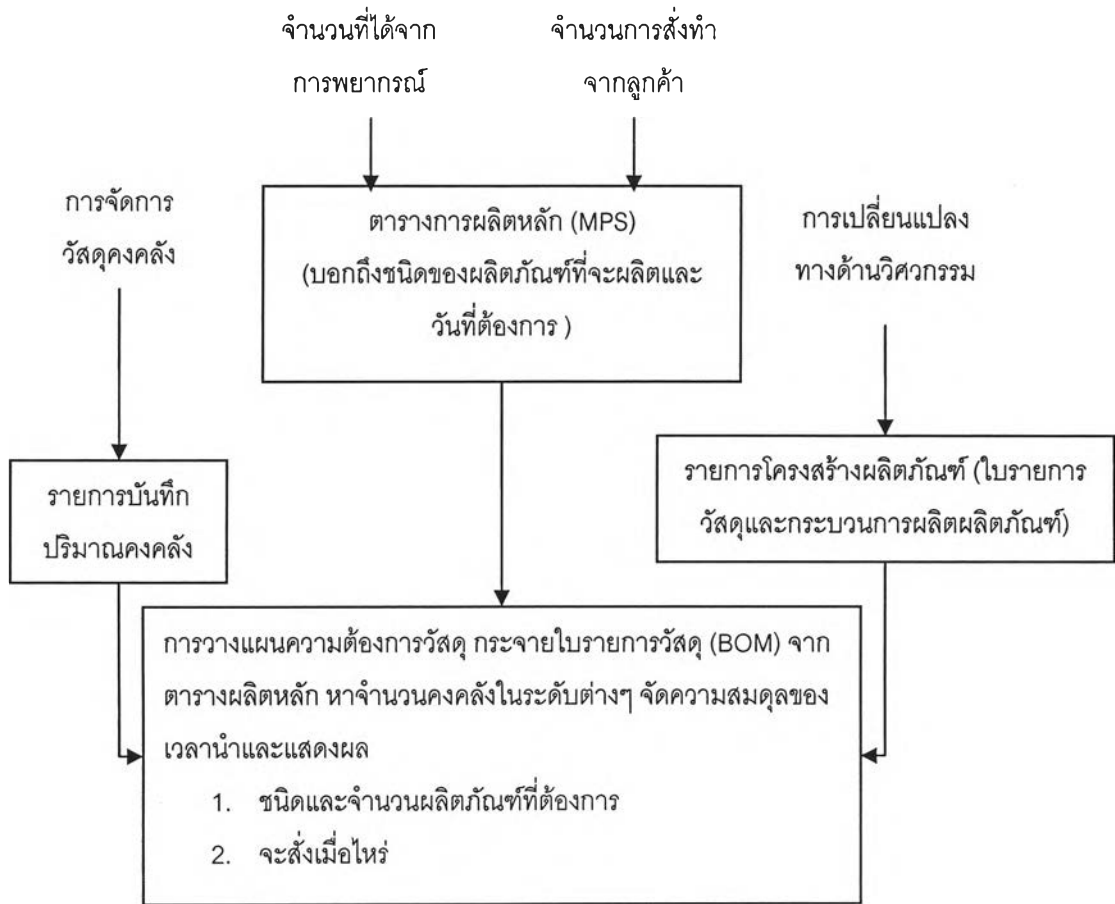 จำนวนที่ได้จาก
การพยากรณ์
จำนวนการสั่งทำ
จากลูกค้า
การจัดการ
วัสดุคงคลัง
ตารางการผลิตหลัก (MPS)
(บอกถึงชนิดของผลิตภัณฑ์ที่จะผลิตและ
วันที่ต้องการ )
การเปลี่ยนแปลง
ทางด้านวิศวกรรม
รายการบันทึก
ปริมาณคงคลัง
รายการโครงสร้างผลิตภัณฑ์ (ใบรายการ
วัสดุและกระบวนการผลิตผลิตภัณฑ์)
การวางแผนความต้องการวัสดุ กระจายใบรายการวัสดุ (BOM) จาก
ตารางผลิตหลัก หาจำนวนคงคลังในระดับต่างๆ จัดความสมดุลของ
เวลานำและแสดงผล
1. ชนิดและจำนวนผลิตภัณฑ์ที่ต้องการ
2. จะสั่งเมื่อไหร่